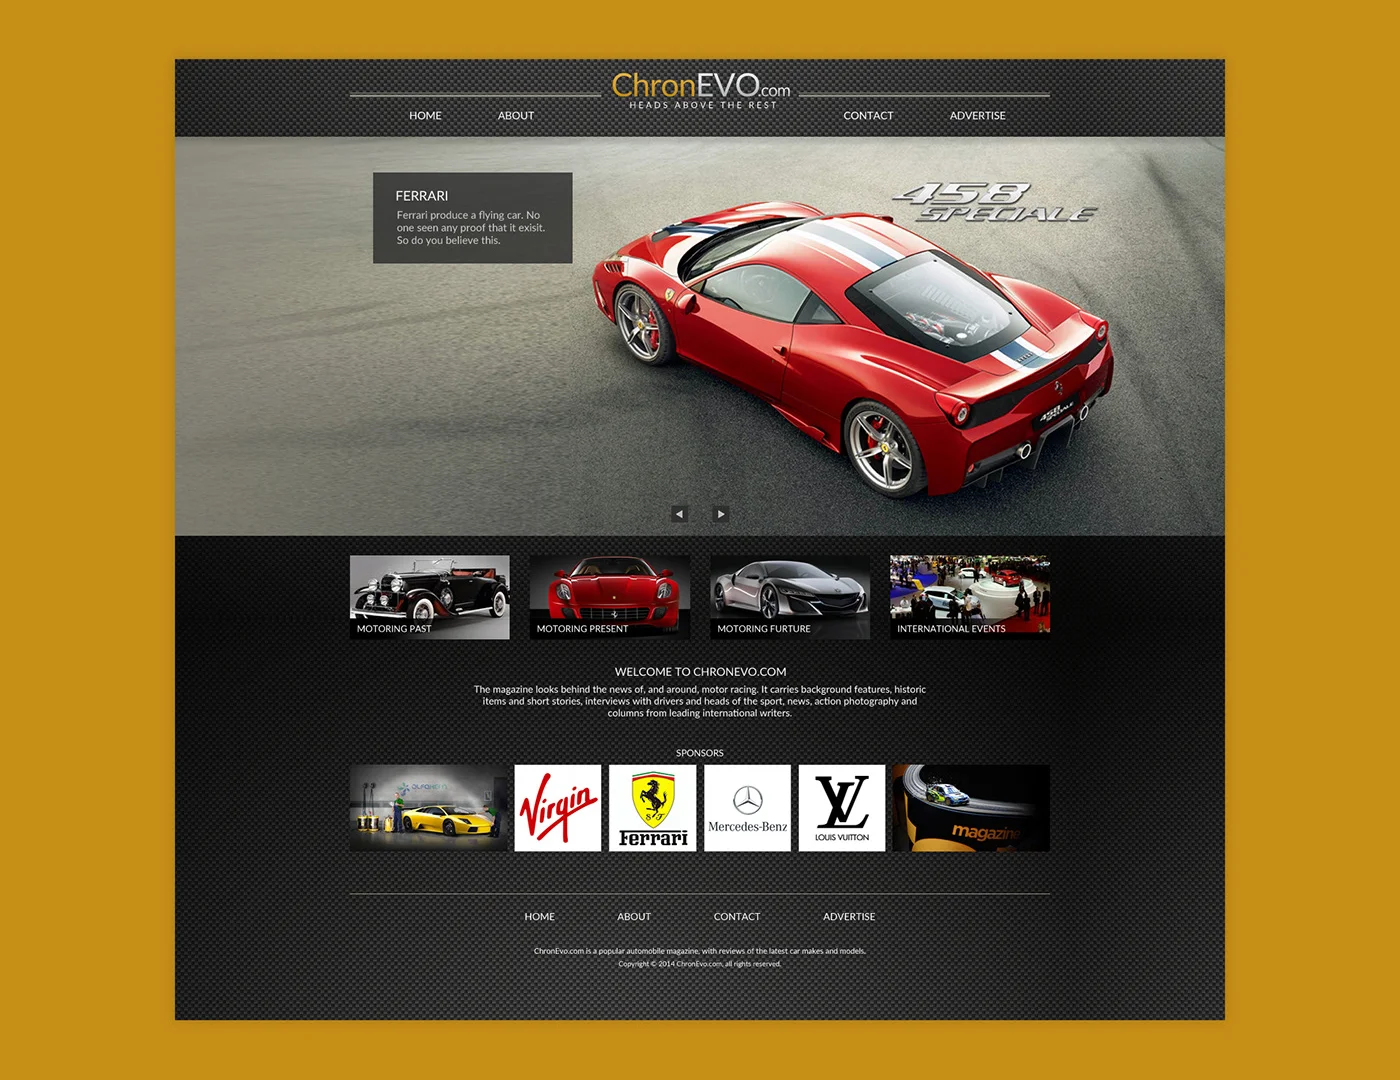 ChronEVO.com
HEADS ABOVE THE REST
HOME
ABOUT
CONTACT
ADVERTISE
458
SPECIALE
FERRARI
Ferrari produce a flying car. No
one seen any proof that it exisit.
So do you believe this.
458
SPECIALE
MOTORING PAST
MOTORING PRESENT
MOTORING FURTURE
INTERNATIONAL EVENTS
WELCOME TO CHRONEVO.COM
The magazine looks behind the news of, and around, motor racing. It carries background features, historic
items and short stories, interviews with drivers and heads of the sport, news, action photography and
columns from leading international writers.
SPONSORS
Virgin
S F
Ferrari
Mercedes-Benz
LV
LOUIS VUITTON
magazine
HOME
ABOUT
CONTACT
ADVERTISE
ChronEvo.com is a popular automobile magazine, with reviews of the latest car makes and models.
Copyright © 2014 ChronEvo.com, all rights reserved.